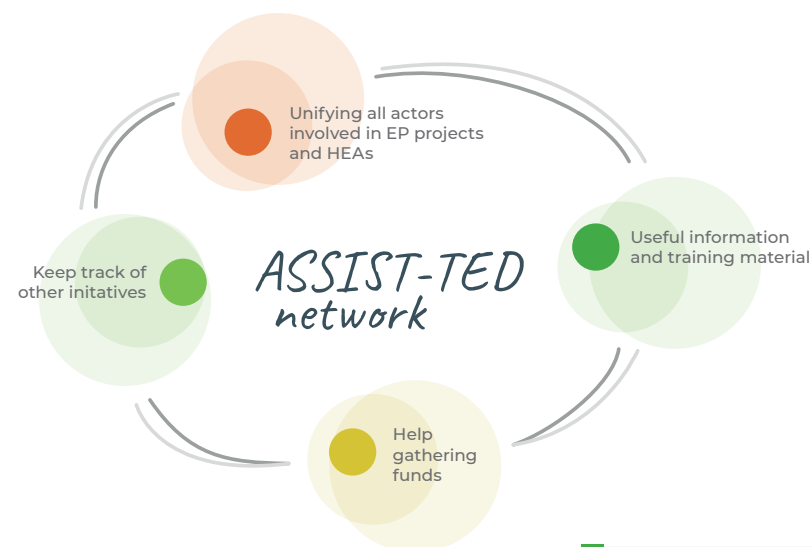 Unifying all actors
involved in EP projects
and HEAs
Useful information
and training material
Keep track of
other initatives
ASSIST-TED
network
Help
gathering
funds